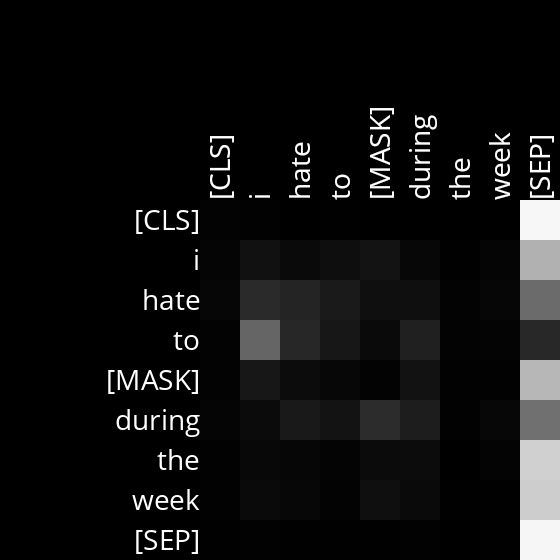 [CLS] i hate to [MASK] during the week [SEP]
[CLS]
i
hate
to
[MASK]
during
the
week
[SEP]